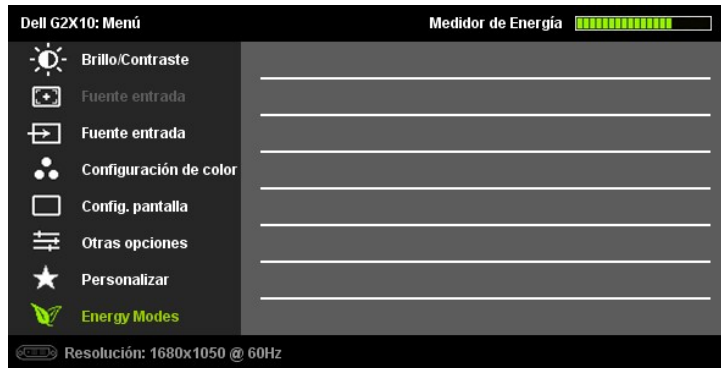 Dell G2X10: Menú
Medidor de Energía
Brillo/Contraste
Fuente entrada
Fuente entrada
Configuración de color
Config. pantalla
Otras opciones
Personalizar
Energy Modes
Resolución: 1680x1050 @ 60Hz